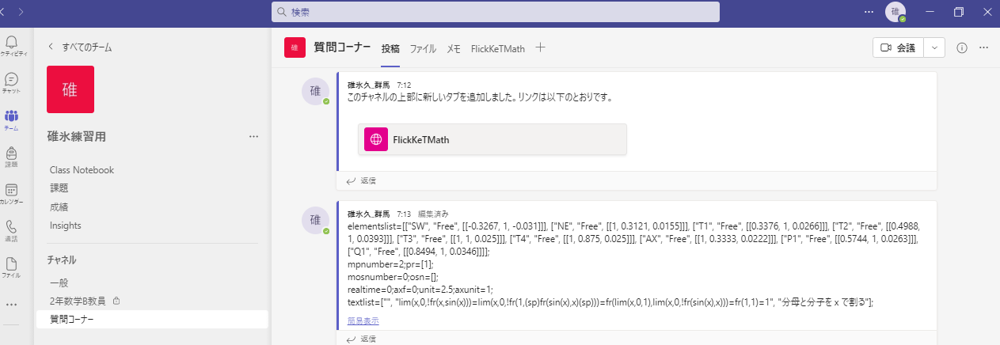 検索
碓
クティビティ
チャット
チーム
課題
カレンダー
通話
ファイル
すべてのチーム
碓
碓氷練習用
Class Notebook
課題
成績
Insights
チャネル
一般
2年数学B教員
質問コーナー
碓
質問コーナー 投稿 ファイル メモ FlickKeTMath
会議
碓
碓氷久_群馬 7:12
このチャネルの上部に新しいタブを追加しました。リンクは以下のとおりです。
FlickKeTMath
返信
碓
碓氷久_群馬 7:13 編集済み
elementslist=[["SW", "Free", [[-0.3267, 1, -0.031]]], ["NE", "Free", [[1, 0.3121, 0.0155]]], ["T1", "Free", [[0.3376, 1, 0.0266]]], ["T2", "Free", [[0.4988,
1, 0.0393]]], ["T3", "Free", [[1, 1, 0.025]]], ["T4", "Free", [[1, 0.875, 0.025]]], ["AX", "Free", [[1, 0.3333, 0.0222]]], ["P1", "Free", [[0.5744, 1, 0.0263]]],
["Q1", "Free", [[0.8494, 1, 0.0346]]]];
mpnumber=2;pr=[1];
mosnumber=0;osn=[];
realtime=0;axf=0;unit=2.5;axunit=1;
textlist=["", "lim(x,0,!fr(x,sin(x)))=lim(x,0,!fr(1,(sp)fr(sin(x),x)(sp)))=fr(lim(x,0,1),lim(x,0,!fr(sin(x),x)))=fr(1,1)=1", "分母と分子を x で割る"];
簡易表示
返信